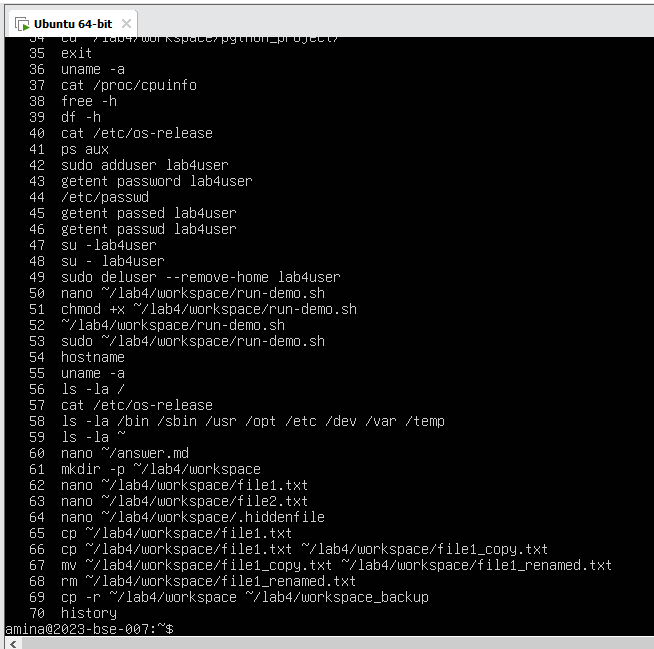 Ubuntu 64-bit
34 cd ~/lab4/workspace/python_project/
35 exit
36 uname -a
37 cat /proc/cpuinfo
38 free -h
39 df -h
40 cat /etc/os-release
41 ps aux
42 sudo adduser lab4user
43 getent password lab4user
44 /etc/passwd
45 getent passed lab4user
46 getent passwd lab4user
47 su -lab4user
48 su - lab4user
49 sudo deluser --remove-home lab4user
50 nano ~/lab4/workspace/run-demo.sh
51 chmod +x ~/lab4/workspace/run-demo.sh
52 ~/lab4/workspace/run-demo.sh
53 sudo ~/lab4/workspace/run-demo.sh
54 hostname
55 uname -a
56 ls -la /
57 cat /etc/os-release
58 ls -la /bin /sbin /usr /opt /etc /dev /var /temp
59 ls -la ~
60 nano ~/answer.md
61 mkdir -p ~/lab4/workspace
62 nano ~/lab4/workspace/file1.txt
63 nano ~/lab4/workspace/file2.txt
64 nano ~/lab4/workspace/.hiddenfile
65 cp ~/lab4/workspace/file1.txt
66 cp ~/lab4/workspace/file1.txt ~/lab4/workspace/file1_copy.txt
67 mv ~/lab4/workspace/file1_copy.txt ~/lab4/workspace/file1_renamed.txt
68 rm ~/lab4/workspace/file1_renamed.txt
69 cp -r ~/lab4/workspace ~/lab4/workspace_backup
70 history
amina@2023-bse-007:~$